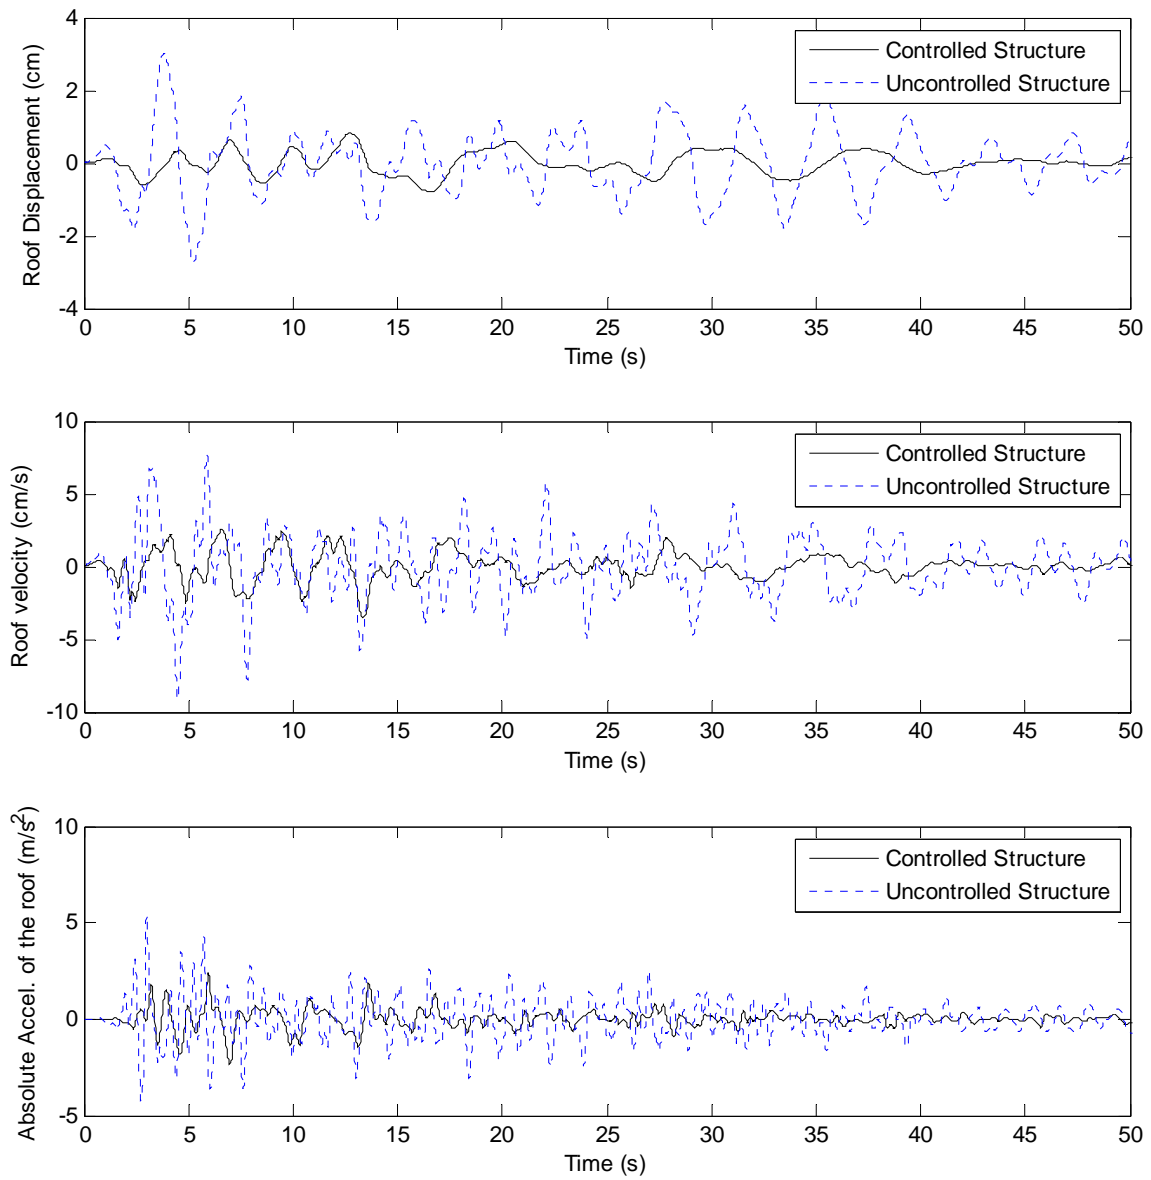 4
2
0
-2
-4
Roof Displacement (cm)
Controlled Structure
Uncontrolled Structure
0 5 10 15 20 25 30 35 40 45 50
Time (s)
10
5
0
-5
-10
Roof velocity (cm/s)
Controlled Structure
Uncontrolled Structure
0 5 10 15 20 25 30 35 40 45 50
Time (s)
10
5
0
-5
Absolute Accel. of the roof (m/s²)
Controlled Structure
Uncontrolled Structure
0 5 10 15 20 25 30 35 40 45 50
Time (s)